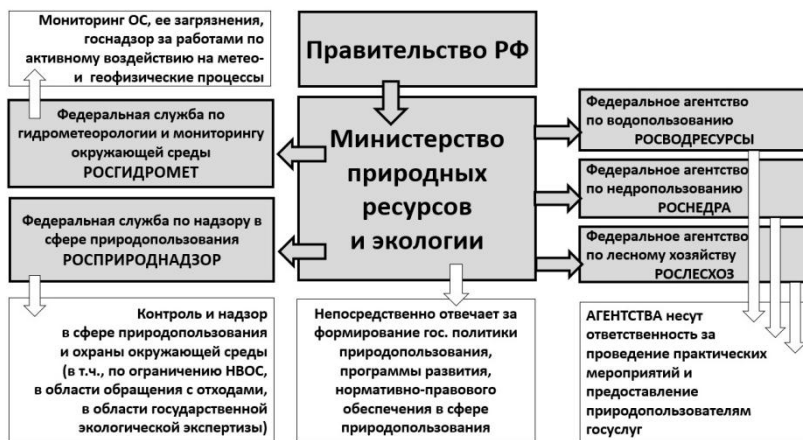 Мониторинг ОС, ее загрязнения,
госнадзор за работами по
активному воздействию на метео-
и геофизические процессы
Правительство РФ
Федеральная служба по
гидрометеорологии и мониторингу
окружающей среды
РОСГИДРОМЕТ
Федеральная служба по надзору в
сфере природопользования
РОСПРИРОДНАДЗОР
Министерство
природных
ресурсов
и экологии
Федеральное агентство
по водопользованию
РОСВОДРЕСУРСЫ
Федеральное агентство
по недропользованию
РОСНЕДРА
Федеральное агентство
по лесному хозяйству
РОСЛЕСХОЗ
Контроль и надзор
в сфере природопользования
и охраны окружающей среды
(в т.ч., по ограничению НВОС,
в области обращения с отходами,
в области государственной
экологической экспертизы)
Непосредственно отвечает за
формирование гос. политики
природопользования,
программы развития,
нормативно-правового
обеспечения в сфере
природопользования
АГЕНТСТВА несут
ответственность за
проведение практических
мероприятий и
предоставление
природопользователям
госуслуг